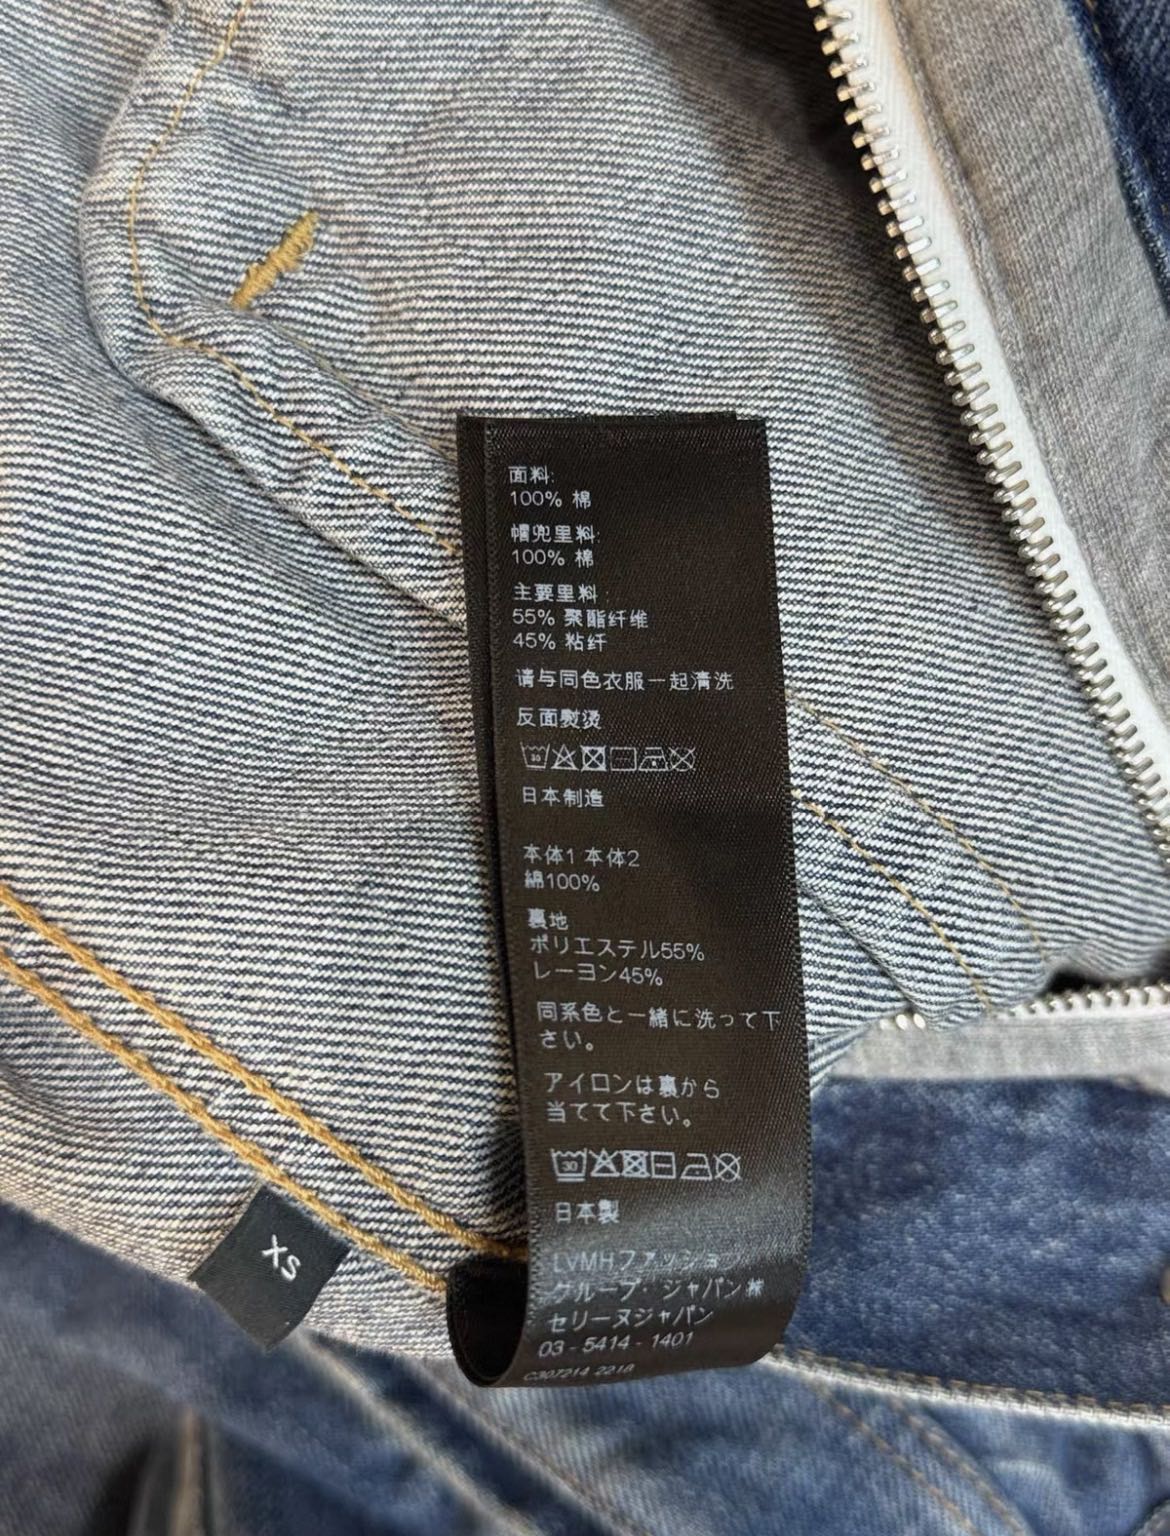 面料:
100% 棉
帽兜里料:
100% 棉
主要里料:
55% 聚酯纤维
45% 粘纤
请与同色衣服一起清洗
反面熨烫
30
日本制造
本体1 本体2
綿100%
裏地
ポリエステル55%
レーヨン45%
同系色と一緒に洗って下
さい。
アイロンは裏から
当てて下さい。
30
日本製
LVMHファッション
グループ・ジャパン㈱
セリーヌジャパン
03 - 5414 - 1401
C307214 2218
XS